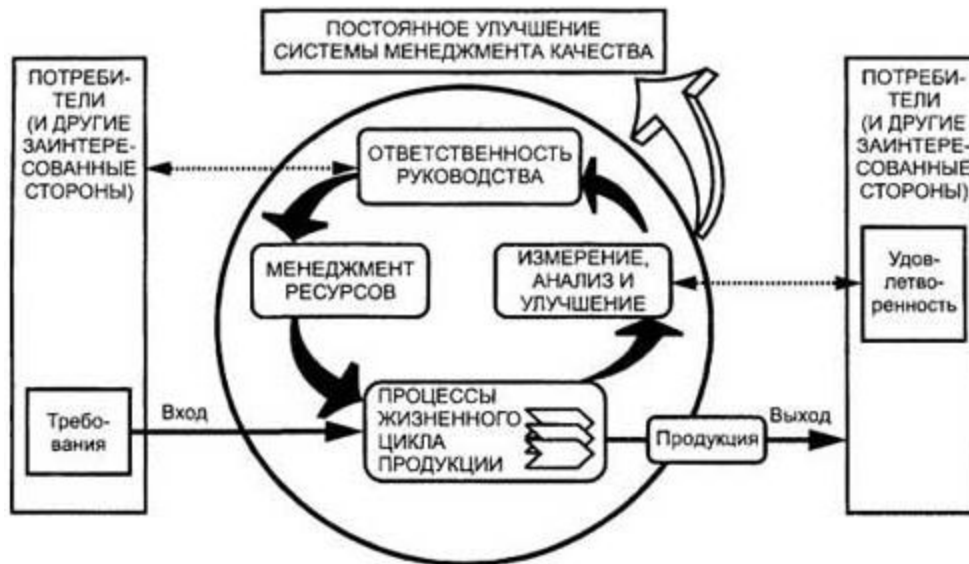 ПОСТОЯННОЕ УЛУЧШЕНИЕ
СИСТЕМЫ МЕНЕДЖМЕНТА КАЧЕСТВА
ПОТРЕБИ-
ТЕЛИ
(И ДРУГИЕ
ЗАИНТЕРЕ-
СОВАННЫЕ
СТОРОНЫ)
ОТВЕТСТВЕННОСТЬ
РУКОВОДСТВА
МЕНЕДЖМЕНТ
РЕСУРСОВ
ИЗМЕРЕНИЕ,
АНАЛИЗ И
УЛУЧШЕНИЕ
ПОТРЕБИ-
ТЕЛИ
(И ДРУГИЕ
ЗАИНТЕРЕ-
СОВАННЫЕ
СТОРОНЫ)
Удов-
летво-
ренность
Требо-
вания
Вход
ПРОЦЕССЫ
ЖИЗНЕННОГО
ЦИКЛА
ПРОДУКЦИИ
Продукция
Выход